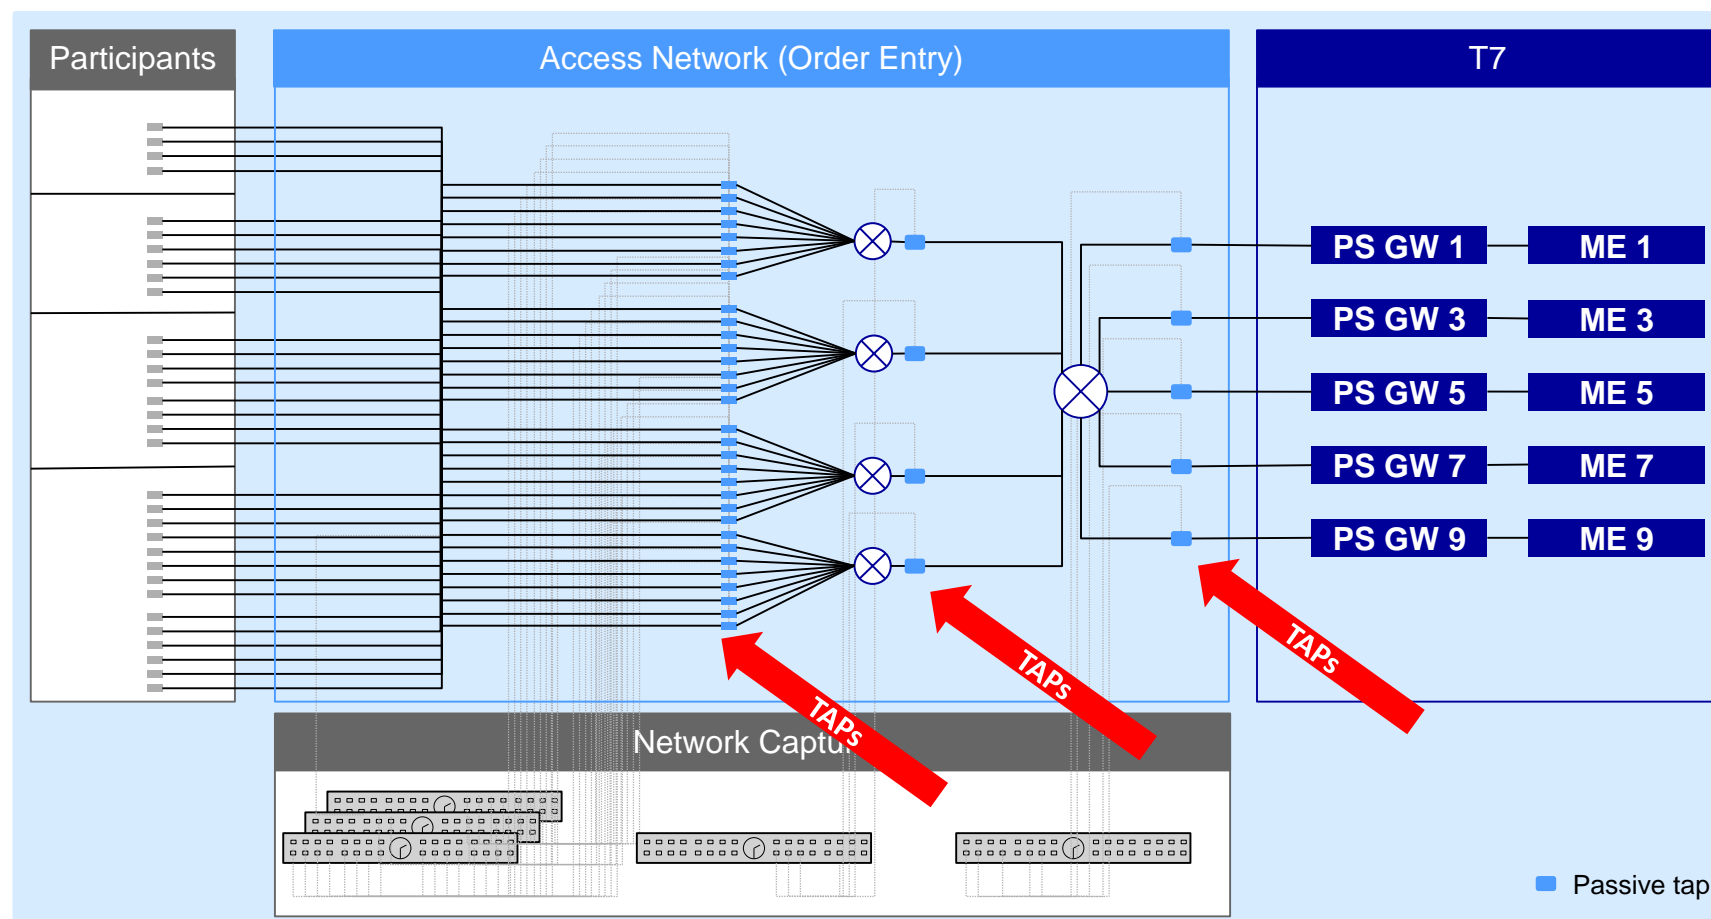 Participants
Access Network (Order Entry)
T7
PS GW 1
ME 1
PS GW 3
ME 3
PS GW 5
ME 5
PS GW 7
ME 7
PS GW 9
ME 9
TAPs
TAPs
TAPs
Network Captu
Passive tap